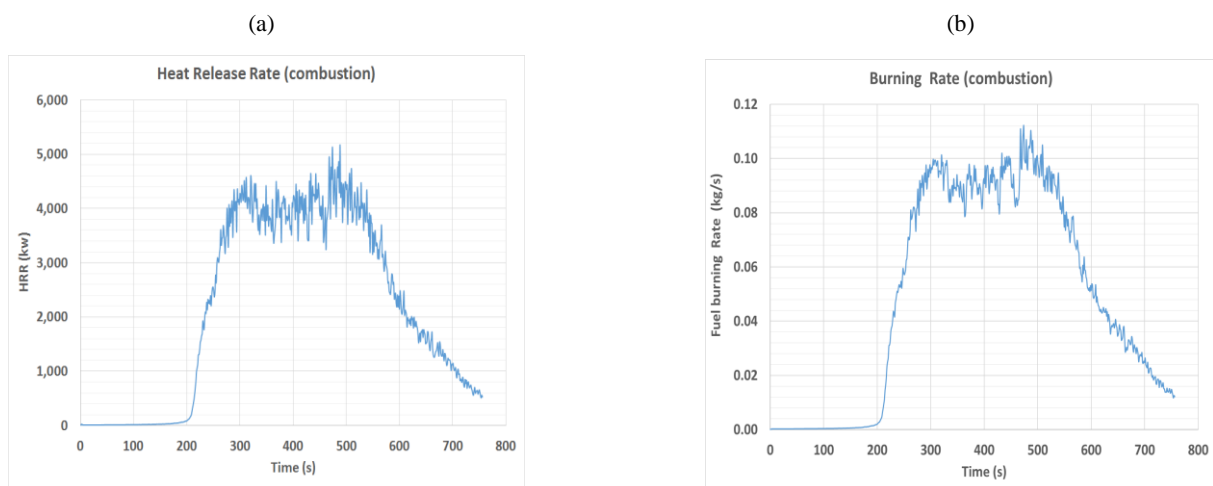 (a)
(b)
Heat Release Rate (combustion)
6,000
5,000
4,000
3,000
2,000
1,000
0
HRR (kw)
0 100 200 300 400 500 600 700 800
Time (s)
Burning Rate (combustion)
0.12
0.10
0.08
0.06
0.04
0.02
0.00
Fuel burning Rate (kg/s)
0 100 200 300 400 500 600 700 800
Time (s)